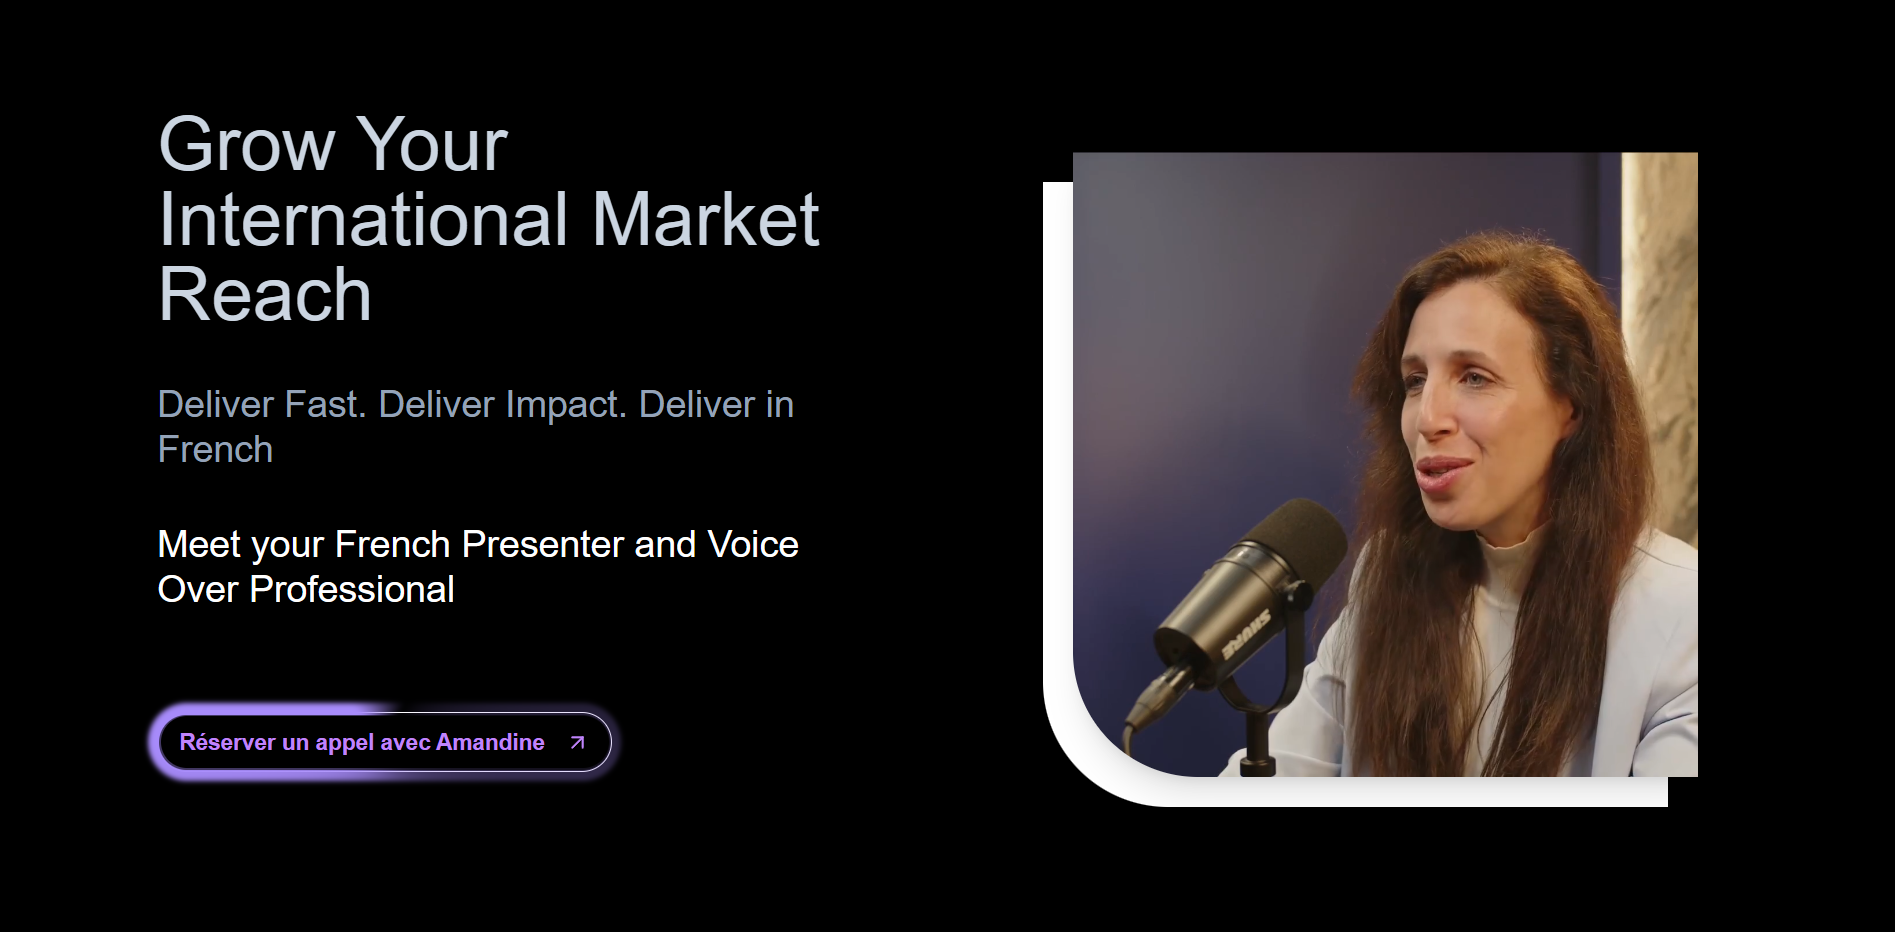 Grow Your
International Market
Reach
Deliver Fast. Deliver Impact. Deliver in
French
Meet your French Presenter and Voice
Over Professional
Réserver un appel avec Amandine
SHURE